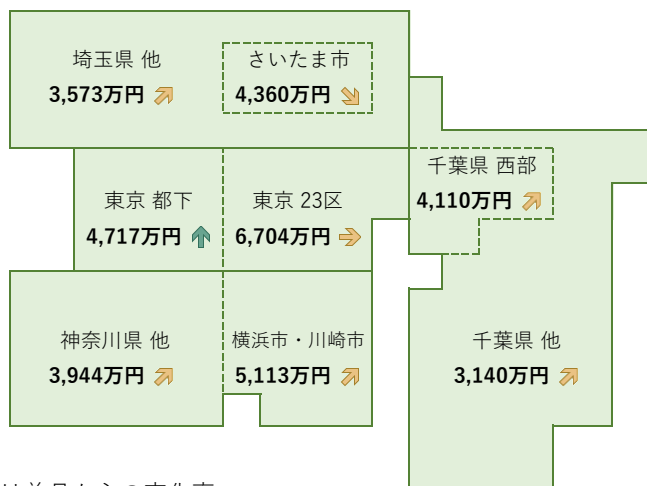 埼玉県 他
3,573万円
さいたま市
4,360万円
千葉県 西部
4,110万円
東京 都下
4,717万円
東京 23区
6,704万円
神奈川県 他
3,944万円
横浜市・川崎市
5,113万円
千葉県 他
3,140万円